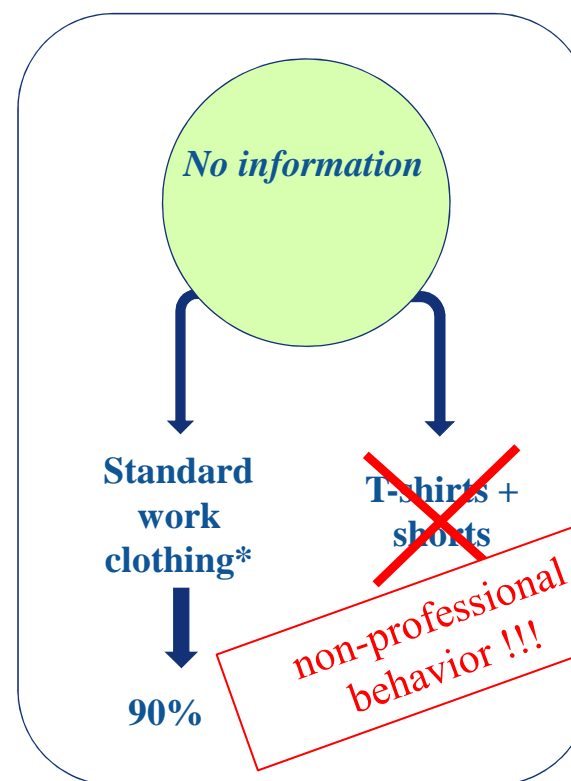 No information
Standard
work
clothing*
T-shirts +
shorts
90%
non-professional
behavior !!!